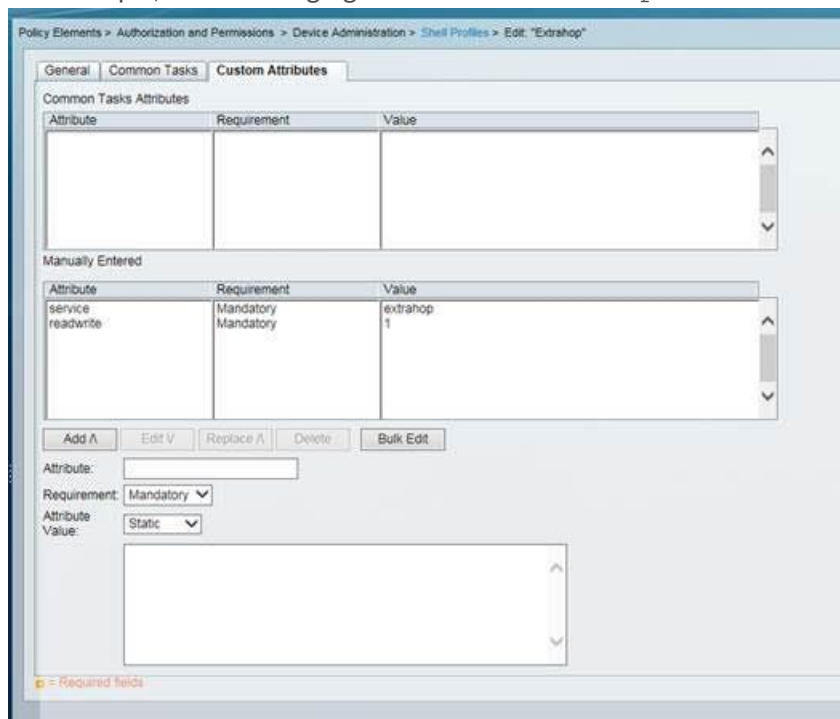 Policy Elements > Authorization and Permissions > Device Administration > Shell Profiles > Edit: "Extrahop"
General Common Tasks Custom Attributes
Common Tasks Attributes
Attribute Requirement Value
Manually Entered
Attribute Requirement Value
service Mandatory extrahop
readwrite Mandatory 1
Add Λ Edit V Replace Λ Delete Bulk Edit
Attribute:
Requirement: Mandatory
Attribute Value: Static
= Required fields